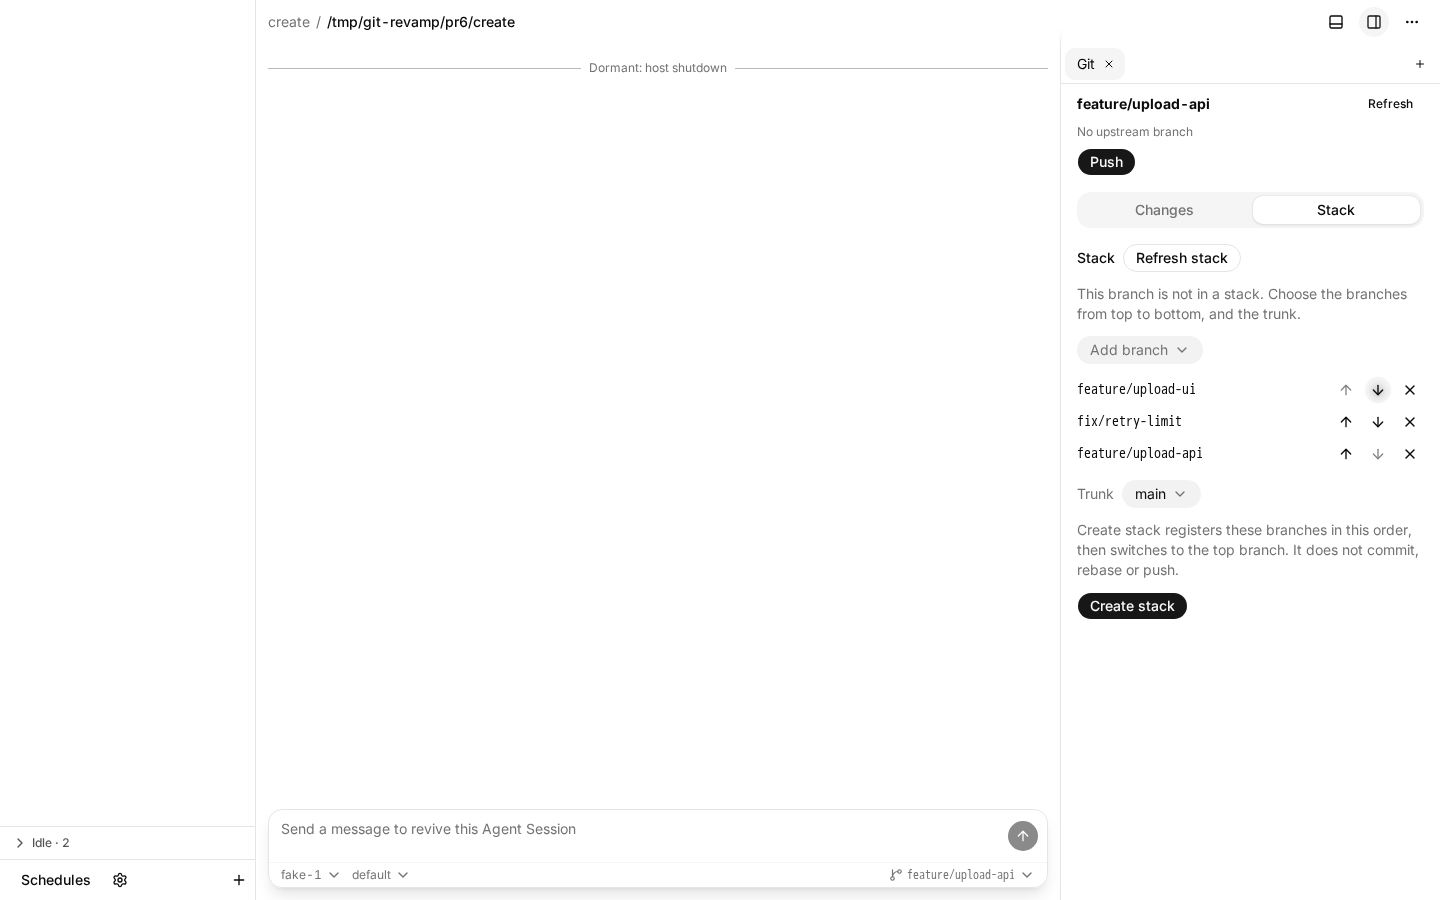 create / /tmp/git-revamp/pr6/create
Dormant: host shutdown
Git
feature/upload-api
Refresh
No upstream branch
Push
Changes
Stack
Stack
Refresh stack
This branch is not in a stack. Choose the branches
from top to bottom, and the trunk.
Add branch
feature/upload-ui
fix/retry-limit
feature/upload-api
Trunk
main
Create stack registers these branches in this order,
then switches to the top branch. It does not commit,
rebase or push.
Create stack
Send a message to revive this Agent Session
fake-1
default
feature/upload-api
Idle · 2
Schedules